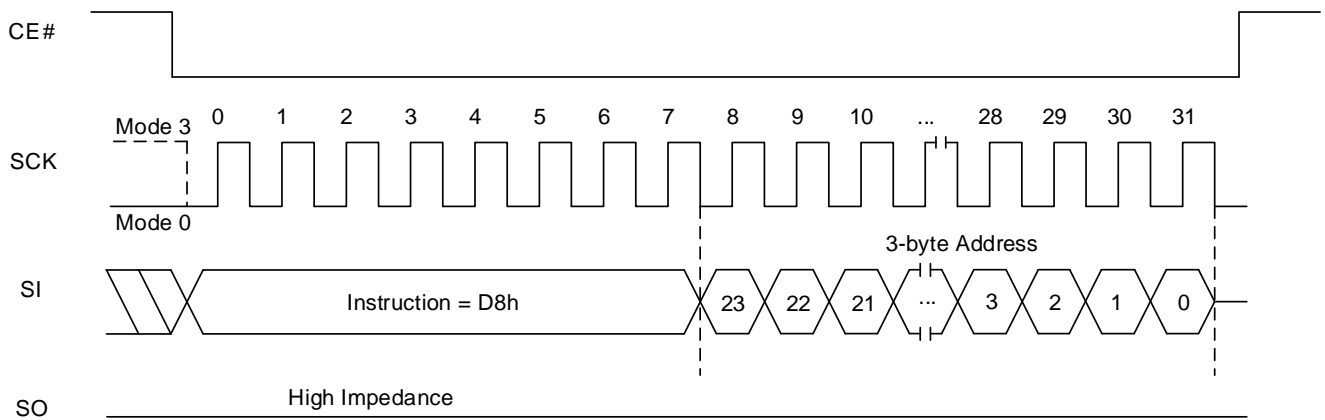 CE#
0 1 2 3 4 5 6 7 8 9 10 ... 28 29 30 31
Mode 3
SCK
Mode 0
3-byte Address
SI
Instruction = D8h 23 22 21 ... 3 2 1 0
High Impedance
SO